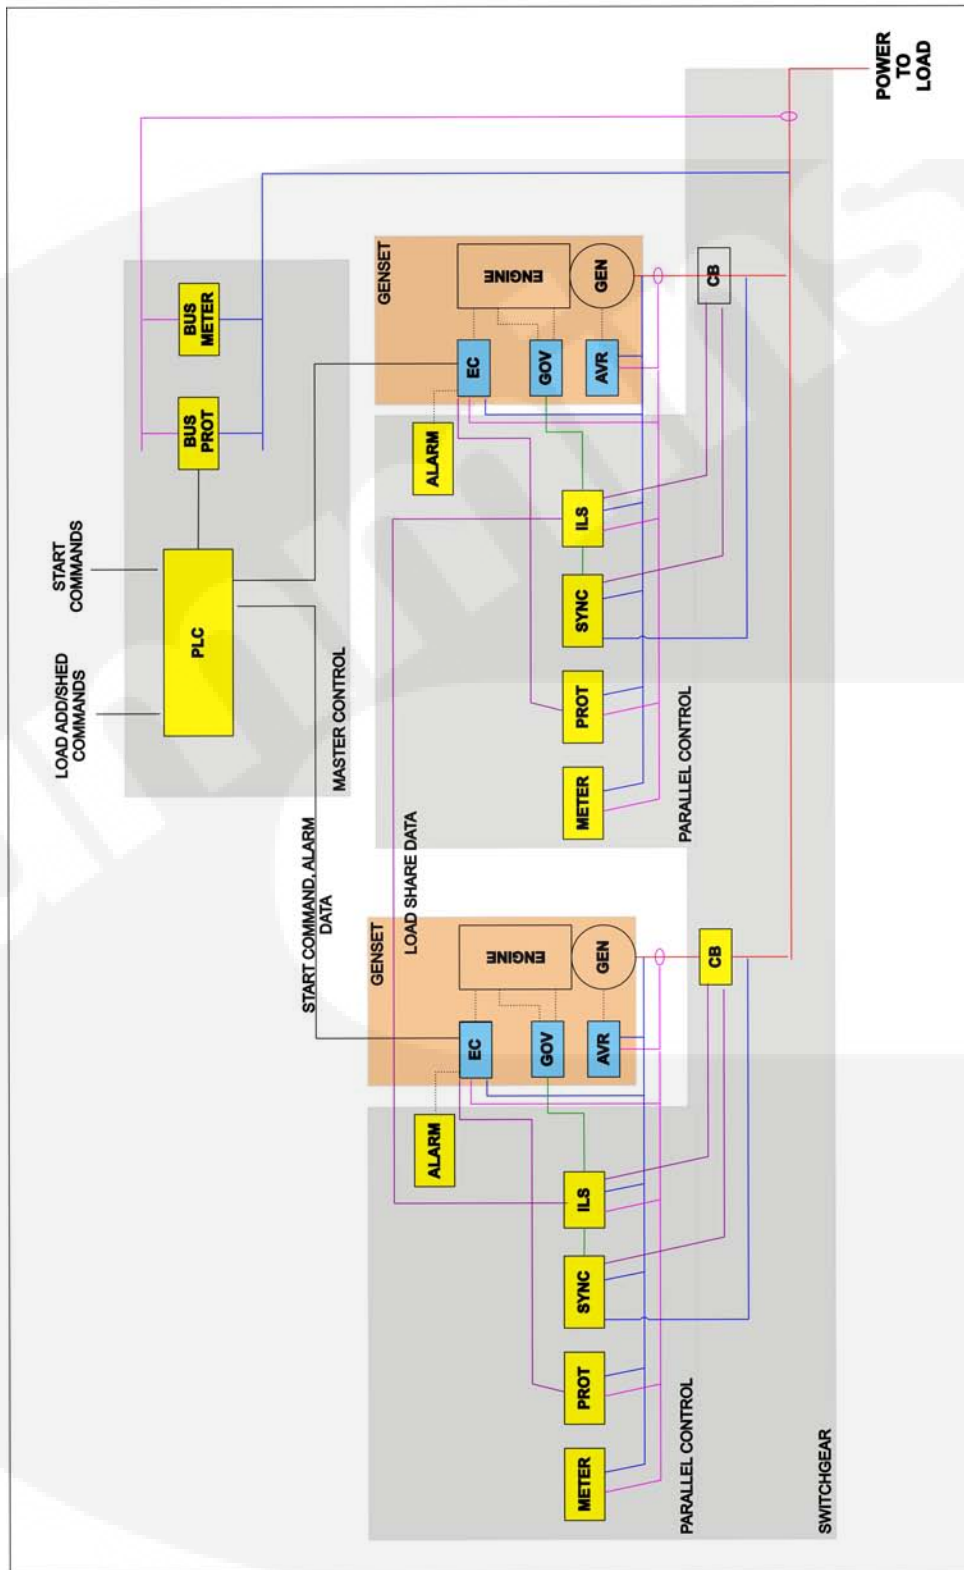 POWER
TO
LOAD
BUS
METER
BUS
PROT
START
COMMANDS
PLC
LOAD ADD/SHED
COMMANDS
MASTER CONTROL
START COMMAND, ALARM
DATA
LOAD SHARE DATA
GENSET
ENGINE
GEN
EC
GOV
AVR
ALARM
CB
ILS
SYNC
PROT
METER
PARALLEL CONTROL
GENSET
ENGINE
GEN
EC
GOV
AVR
ALARM
CB
ILS
SYNC
PROT
METER
PARALLEL CONTROL
SWITCHGEAR